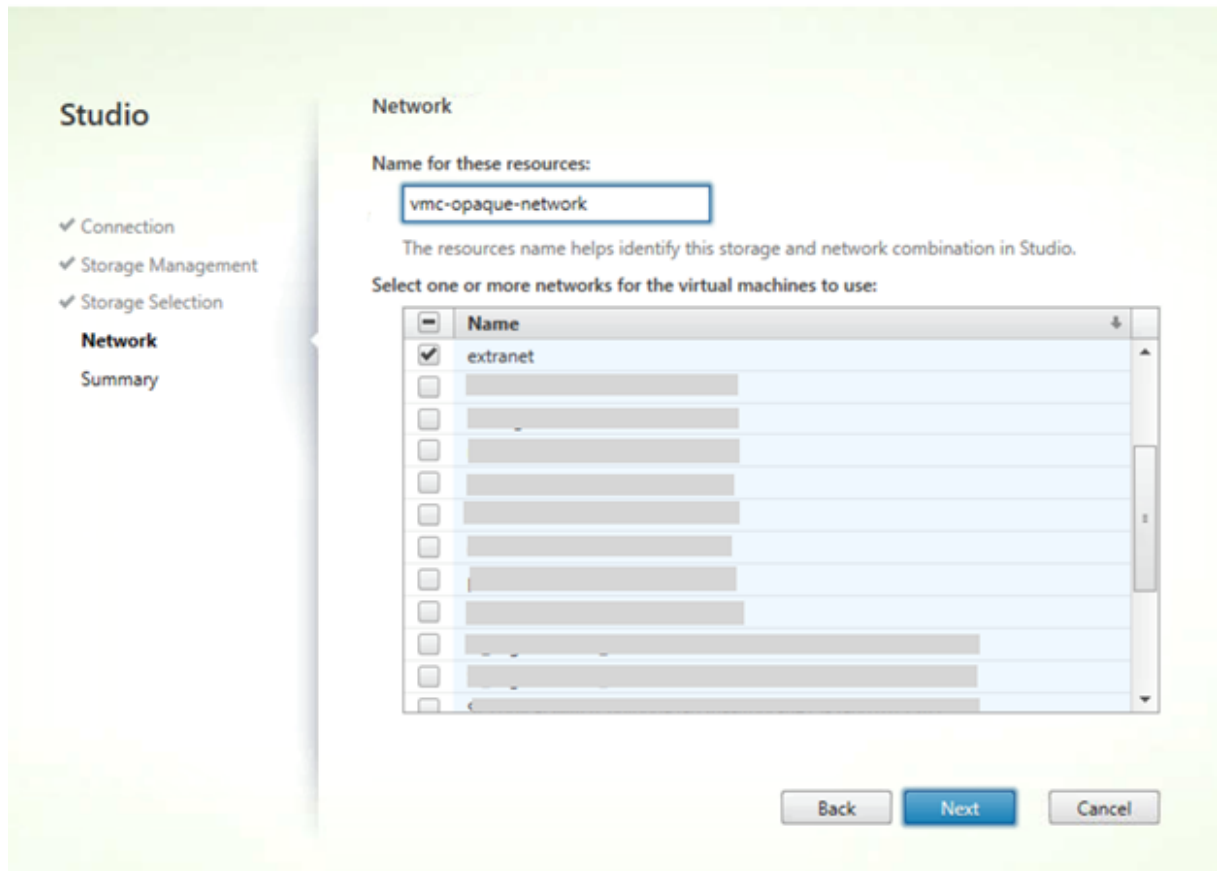 Studio
Connection
Storage Management
Storage Selection
Network
Summary
Network
Name for these resources:
vmc-opaque-network
The resources name helps identify this storage and network combination in Studio.
Select one or more networks for the virtual machines to use:
Name
extranet
Back
Next
Cancel